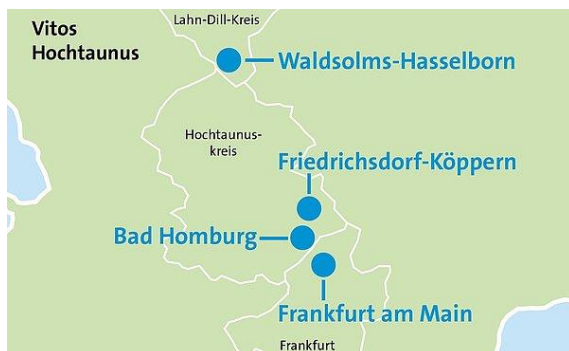 Vitos
Hochtaunus
Lahn-Dill-Kreis
Waldsolms-Hasselborn
Hochtaunus-
kreis
Friedrichsdorf-Köppern
Bad Homburg
Frankfurt am Main
Frankfurt